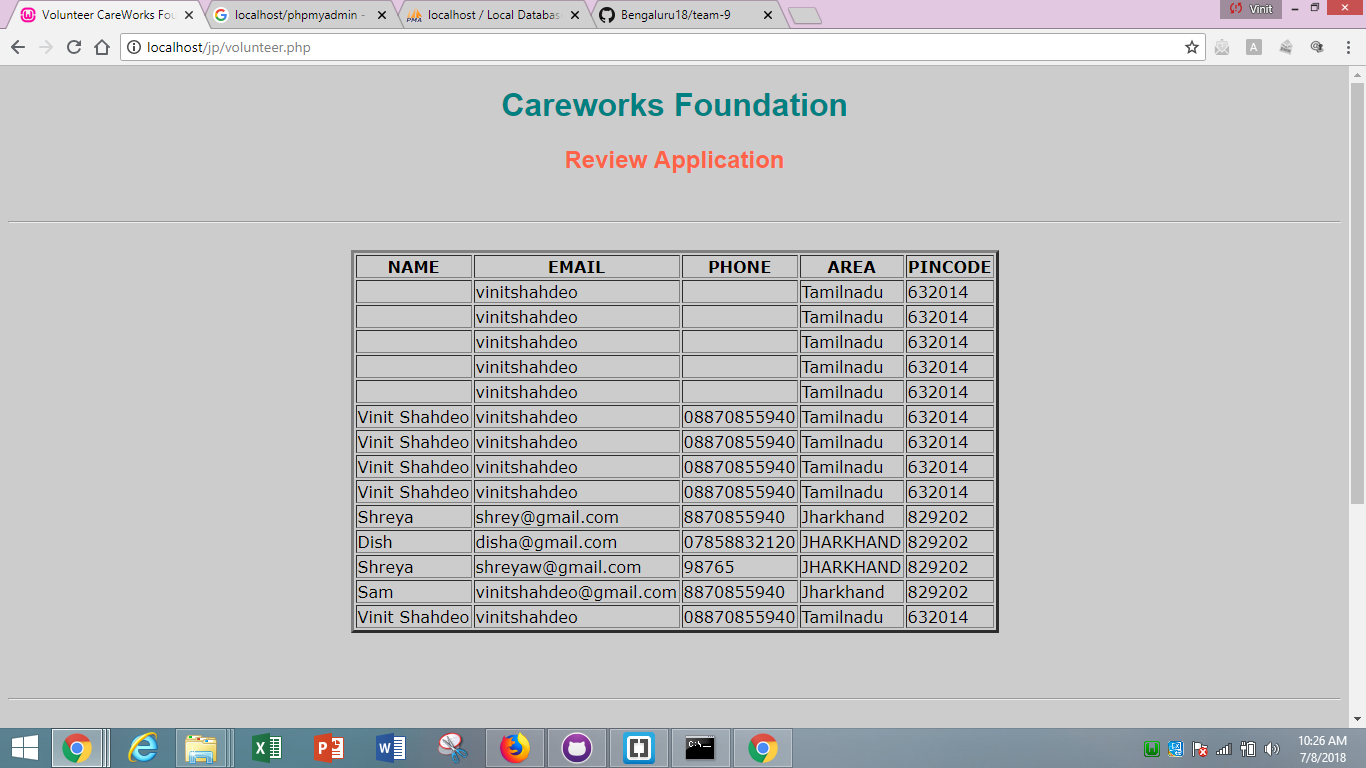 Volunteer CareWorks Fou
localhost/phpmyadmin -
localhost / Local Databas
Bengaluru18/team-9
Vinit
localhost/jp/volunteer.php
Careworks Foundation
Review Application
NAME EMAIL PHONE AREA PINCODE
vinitshahdeo Tamilnadu 632014
vinitshahdeo Tamilnadu 632014
vinitshahdeo Tamilnadu 632014
vinitshahdeo Tamilnadu 632014
vinitshahdeo Tamilnadu 632014
Vinit Shahdeo vinitshahdeo 08870855940 Tamilnadu 632014
Vinit Shahdeo vinitshahdeo 08870855940 Tamilnadu 632014
Vinit Shahdeo vinitshahdeo 08870855940 Tamilnadu 632014
Vinit Shahdeo vinitshahdeo 08870855940 Tamilnadu 632014
Shreya shrey@gmail.com 8870855940 Jharkhand 829202
Dish disha@gmail.com 07858832120 JHARKHAND 829202
Shreya shreyaw@gmail.com 98765 JHARKHAND 829202
Sam vinitshahdeo@gmail.com 8870855940 Jharkhand 829202
Vinit Shahdeo vinitshahdeo 08870855940 Tamilnadu 632014
10:26 AM
7/8/2018